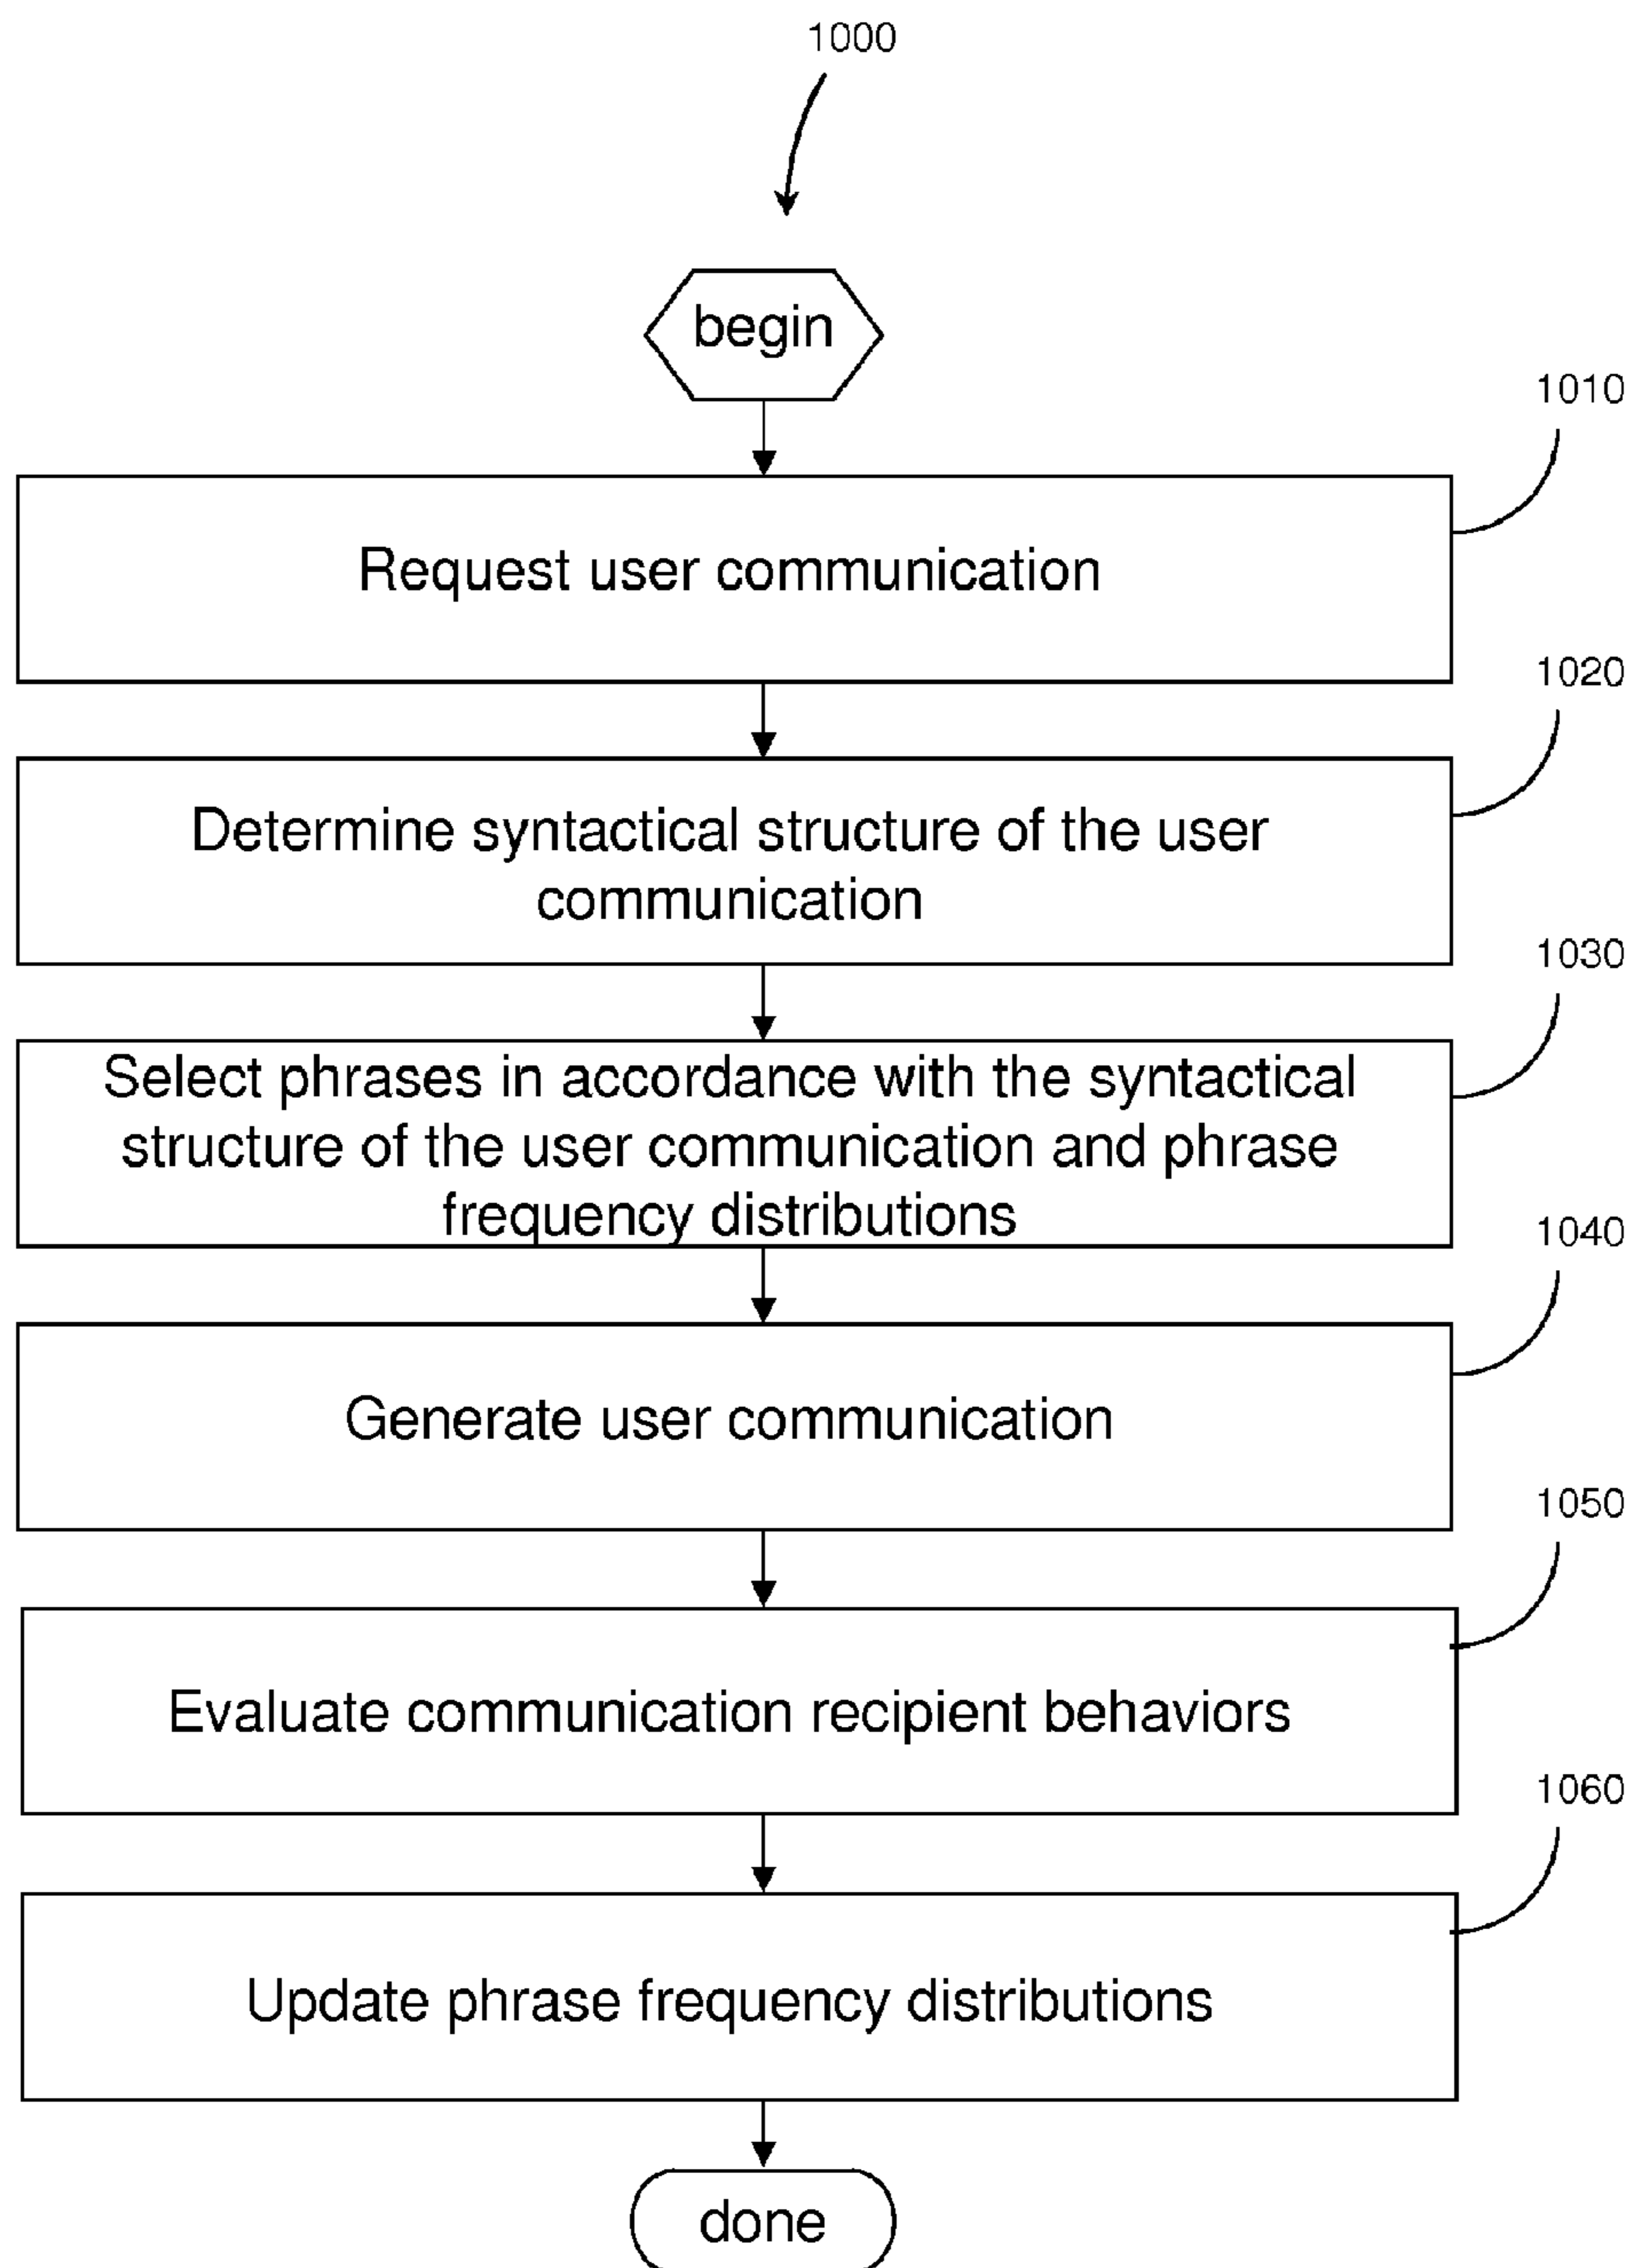 1000
begin
1010
Request user communication
1020
Determine syntactical structure of the user
communication
1030
Select phrases in accordance with the syntactical
structure of the user communication and phrase
frequency distributions
1040
Generate user communication
1050
Evaluate communication recipient behaviors
1060
Update phrase frequency distributions
done